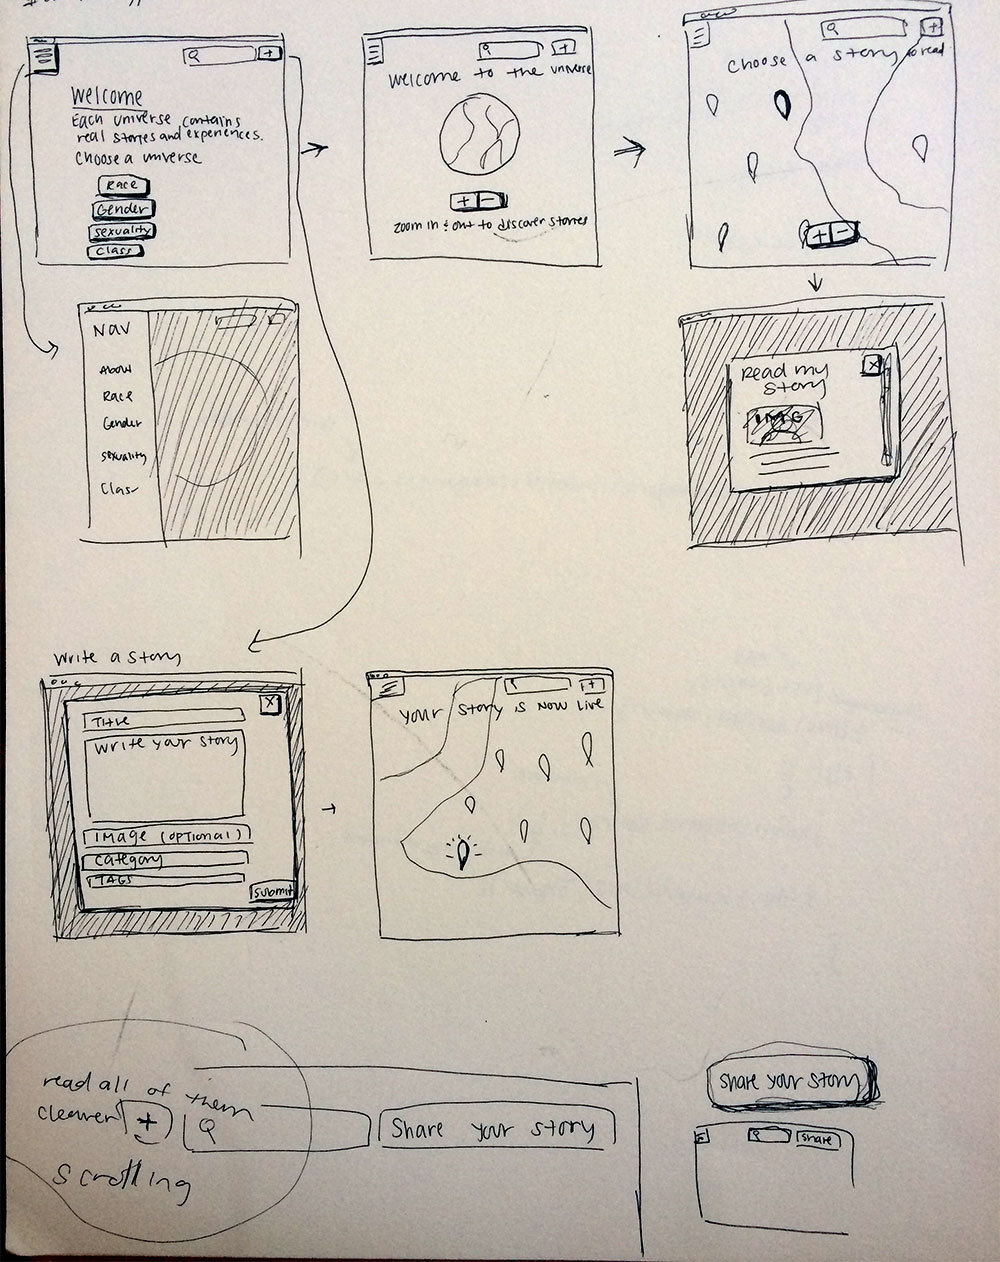 Welcome
Each universe contains
real stories and experiences.
Choose a universe
Race
Gender
sexuality
class
Welcome to the universe
+ -
zoom in & out to discover stories
+
choose a story to read
+ -
Nav
About
Race
Gender
sexuality
Clas
Read my
story
X
IMG
write a story
X
Title
write your story
image (optional)
category
TAGS
submit
+
your story is now live
read all of them
clearer
+
Share your story
scrolling
share your story
share